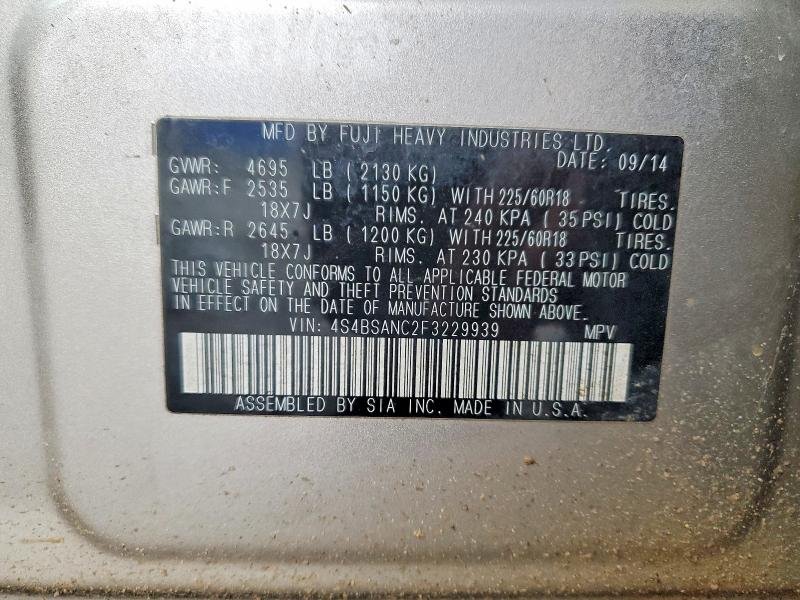 MFD BY FUJI HEAVY INDUSTRIES LTD.
DATE: 09/14
GVWR: 4695 LB (2130 KG)
GAWR:F 2535 LB (1150 KG) WITH 225/60R18 TIRES.
18X7J RIMS. AT 240 KPA (35 PSI) COLD
GAWR:R 2645 LB (1200 KG) WITH 225/60R18 TIRES.
18X7J RIMS. AT 230 KPA (33 PSI) COLD
THIS VEHICLE CONFORMS TO ALL APPLICABLE FEDERAL MOTOR
VEHICLE SAFETY AND THEFT PREVENTION STANDARDS
IN EFFECT ON THE DATE OF MANUFACTURE SHOWN ABOVE.
VIN: 4S4BSANC2F3229939 MPV
ASSEMBLED BY SIA INC. MADE IN U.S.A.